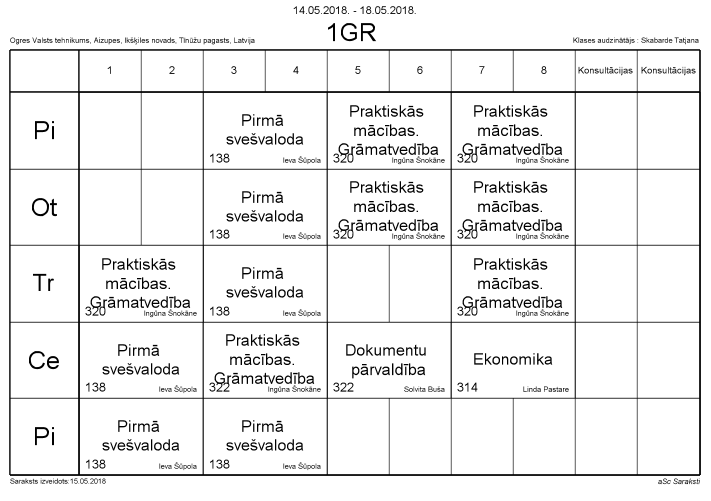 14.05.2018. - 18.05.2018.
1GR
Ogres Valsts tehnikums, Aizupes, Ikšķiles novads, Tīnūžu pagasts, Latvija
Klases audzinātājs : Skabarde Tatjana
1 2 3 4 5 6 7 8 Konsultācijas Konsultācijas
Pi
Pirmā
svešvaloda
138 Ieva Šūpola
Praktiskās
mācības.
Grāmatvedība
320 Ingūna Šnokāne
Praktiskās
mācības.
Grāmatvedība
320 Ingūna Šnokāne
Ot
Pirmā
svešvaloda
138 Ieva Šūpola
Praktiskās
mācības.
Grāmatvedība
320 Ingūna Šnokāne
Praktiskās
mācības.
Grāmatvedība
320 Ingūna Šnokāne
Tr
Praktiskās
mācības.
Grāmatvedība
320 Ingūna Šnokāne
Pirmā
svešvaloda
138 Ieva Šūpola
Praktiskās
mācības.
Grāmatvedība
320 Ingūna Šnokāne
Ce
Pirmā
svešvaloda
138 Ieva Šūpola
Praktiskās
mācības.
Grāmatvedība
322 Ingūna Šnokāne
Dokumentu
pārvaldība
322 Solvita Buša
Ekonomika
314 Linda Pastare
Pi
Pirmā
svešvaloda
138 Ieva Šūpola
Pirmā
svešvaloda
138 Ieva Šūpola
Saraksts izveidots:15.05.2018
aSc Saraksti